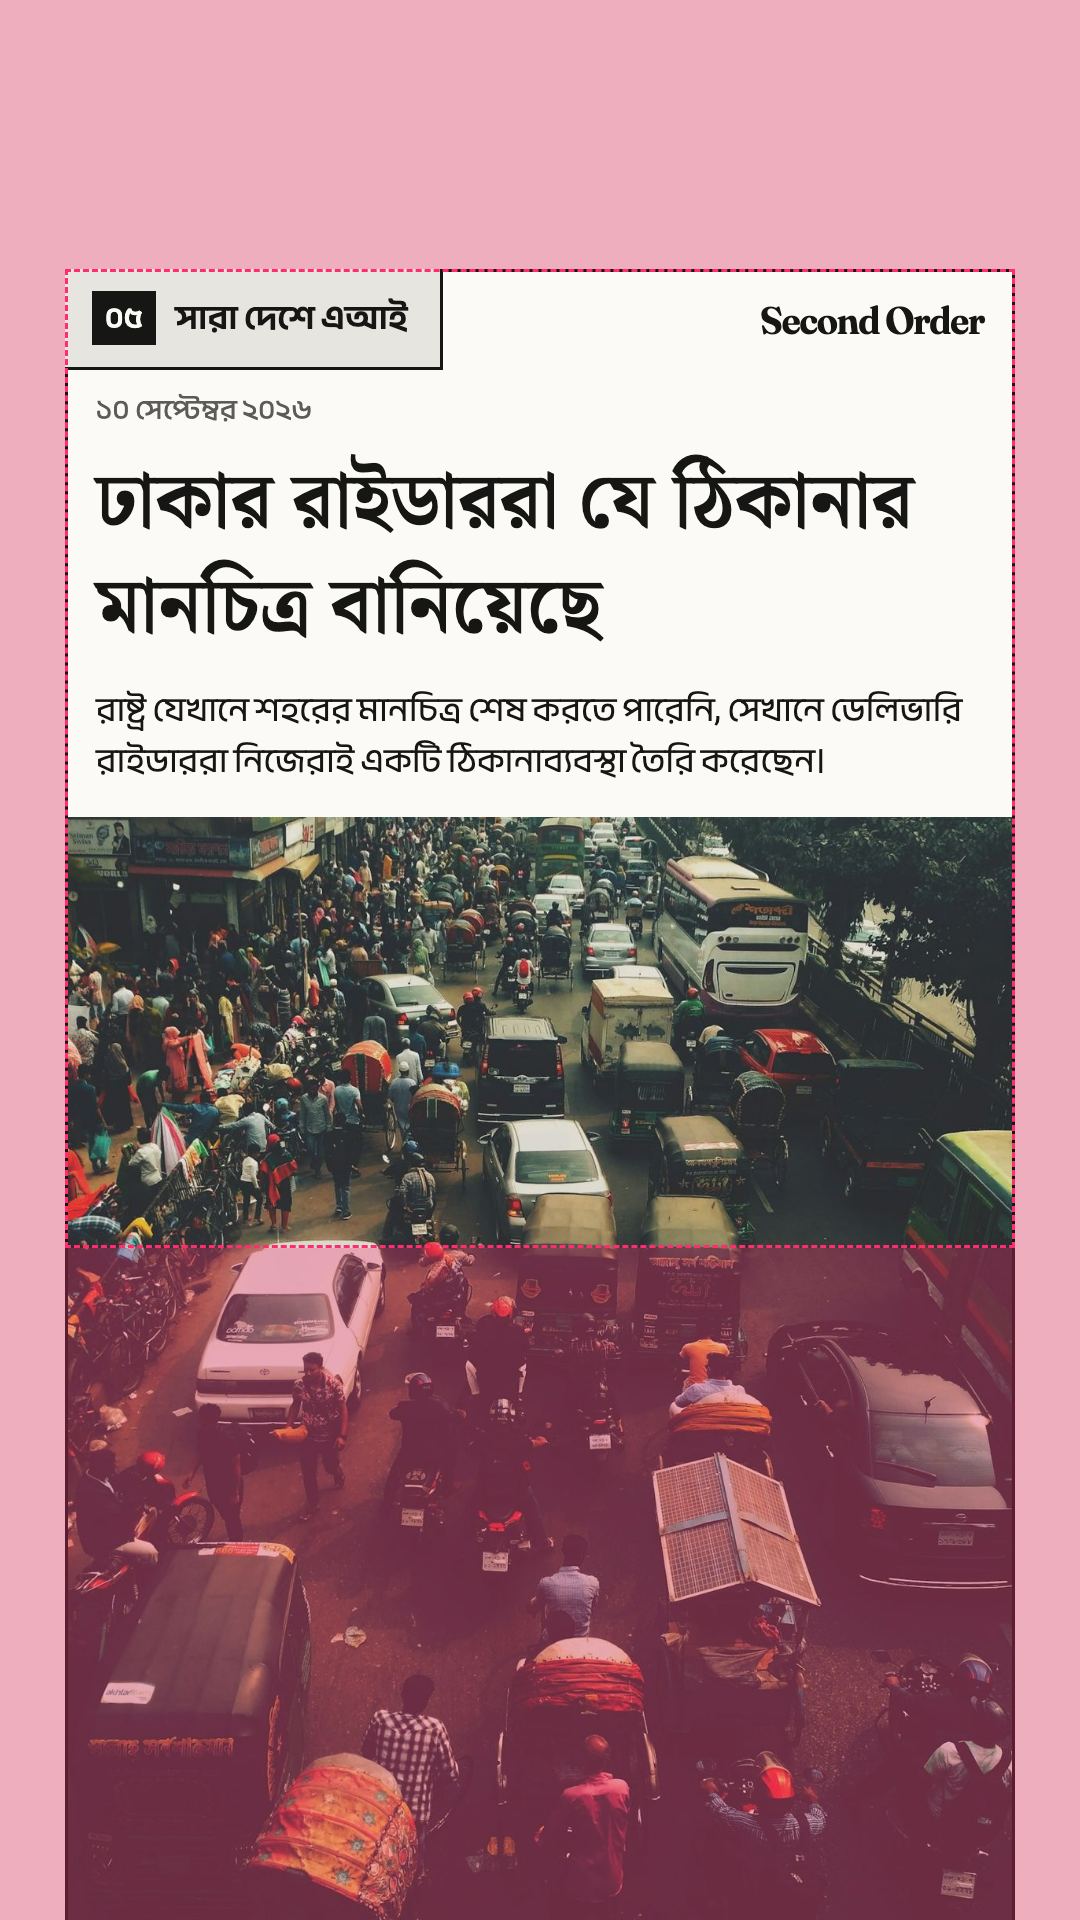 ০৫ সারা দেশে এআই
Second Order
১০ সেপ্টেম্বর ২০২৬
ঢাকার রাইডাররা যে ঠিকানার
মানচিত্র বানিয়েছে
রাষ্ট্র যেখানে শহরের মানচিত্র শেষ করতে পারেনি, সেখানে ডেলিভারি
রাইডাররা নিজেরাই একটি ঠিকানাব্যবস্থা তৈরি করেছেন।